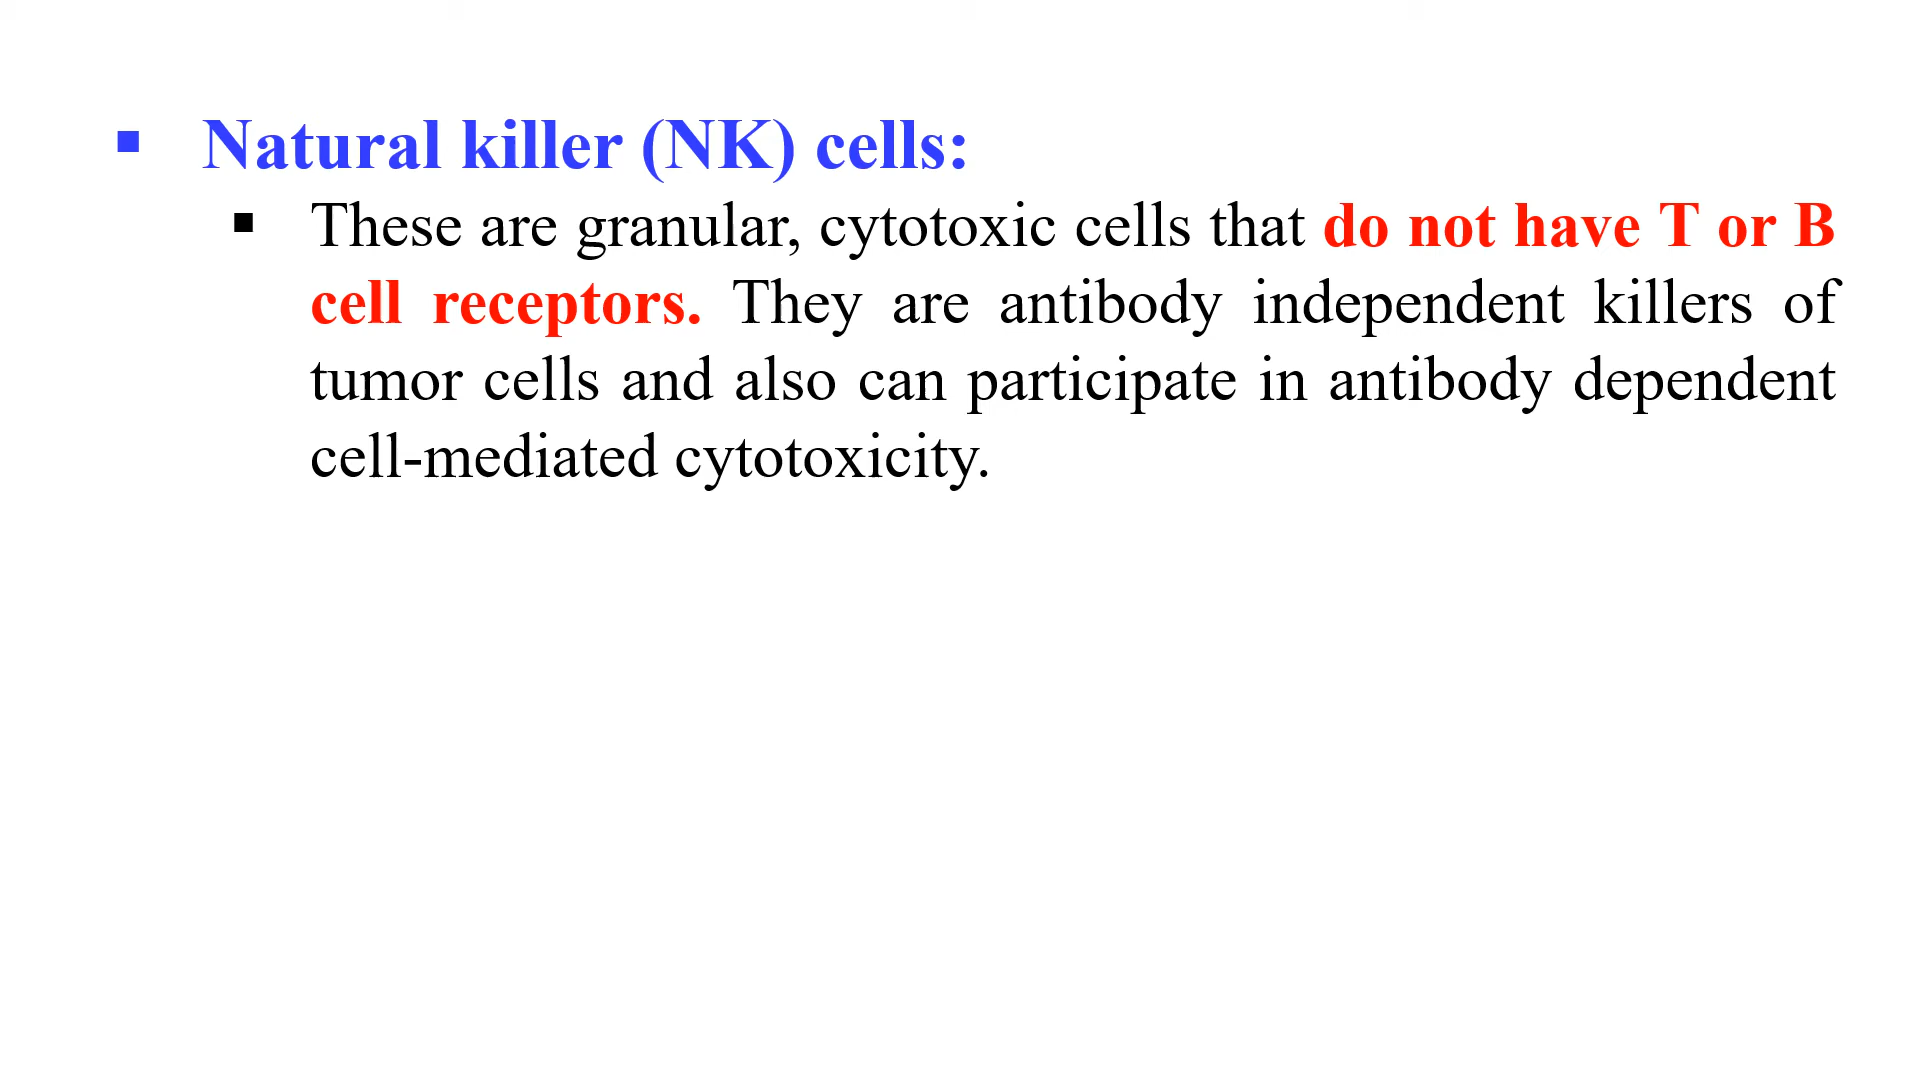 ▪ Natural killer (NK) cells:
▪ These are granular, cytotoxic cells that do not have T or B
cell receptors. They are antibody independent killers of
tumor cells and also can participate in antibody dependent
cell-mediated cytotoxicity.